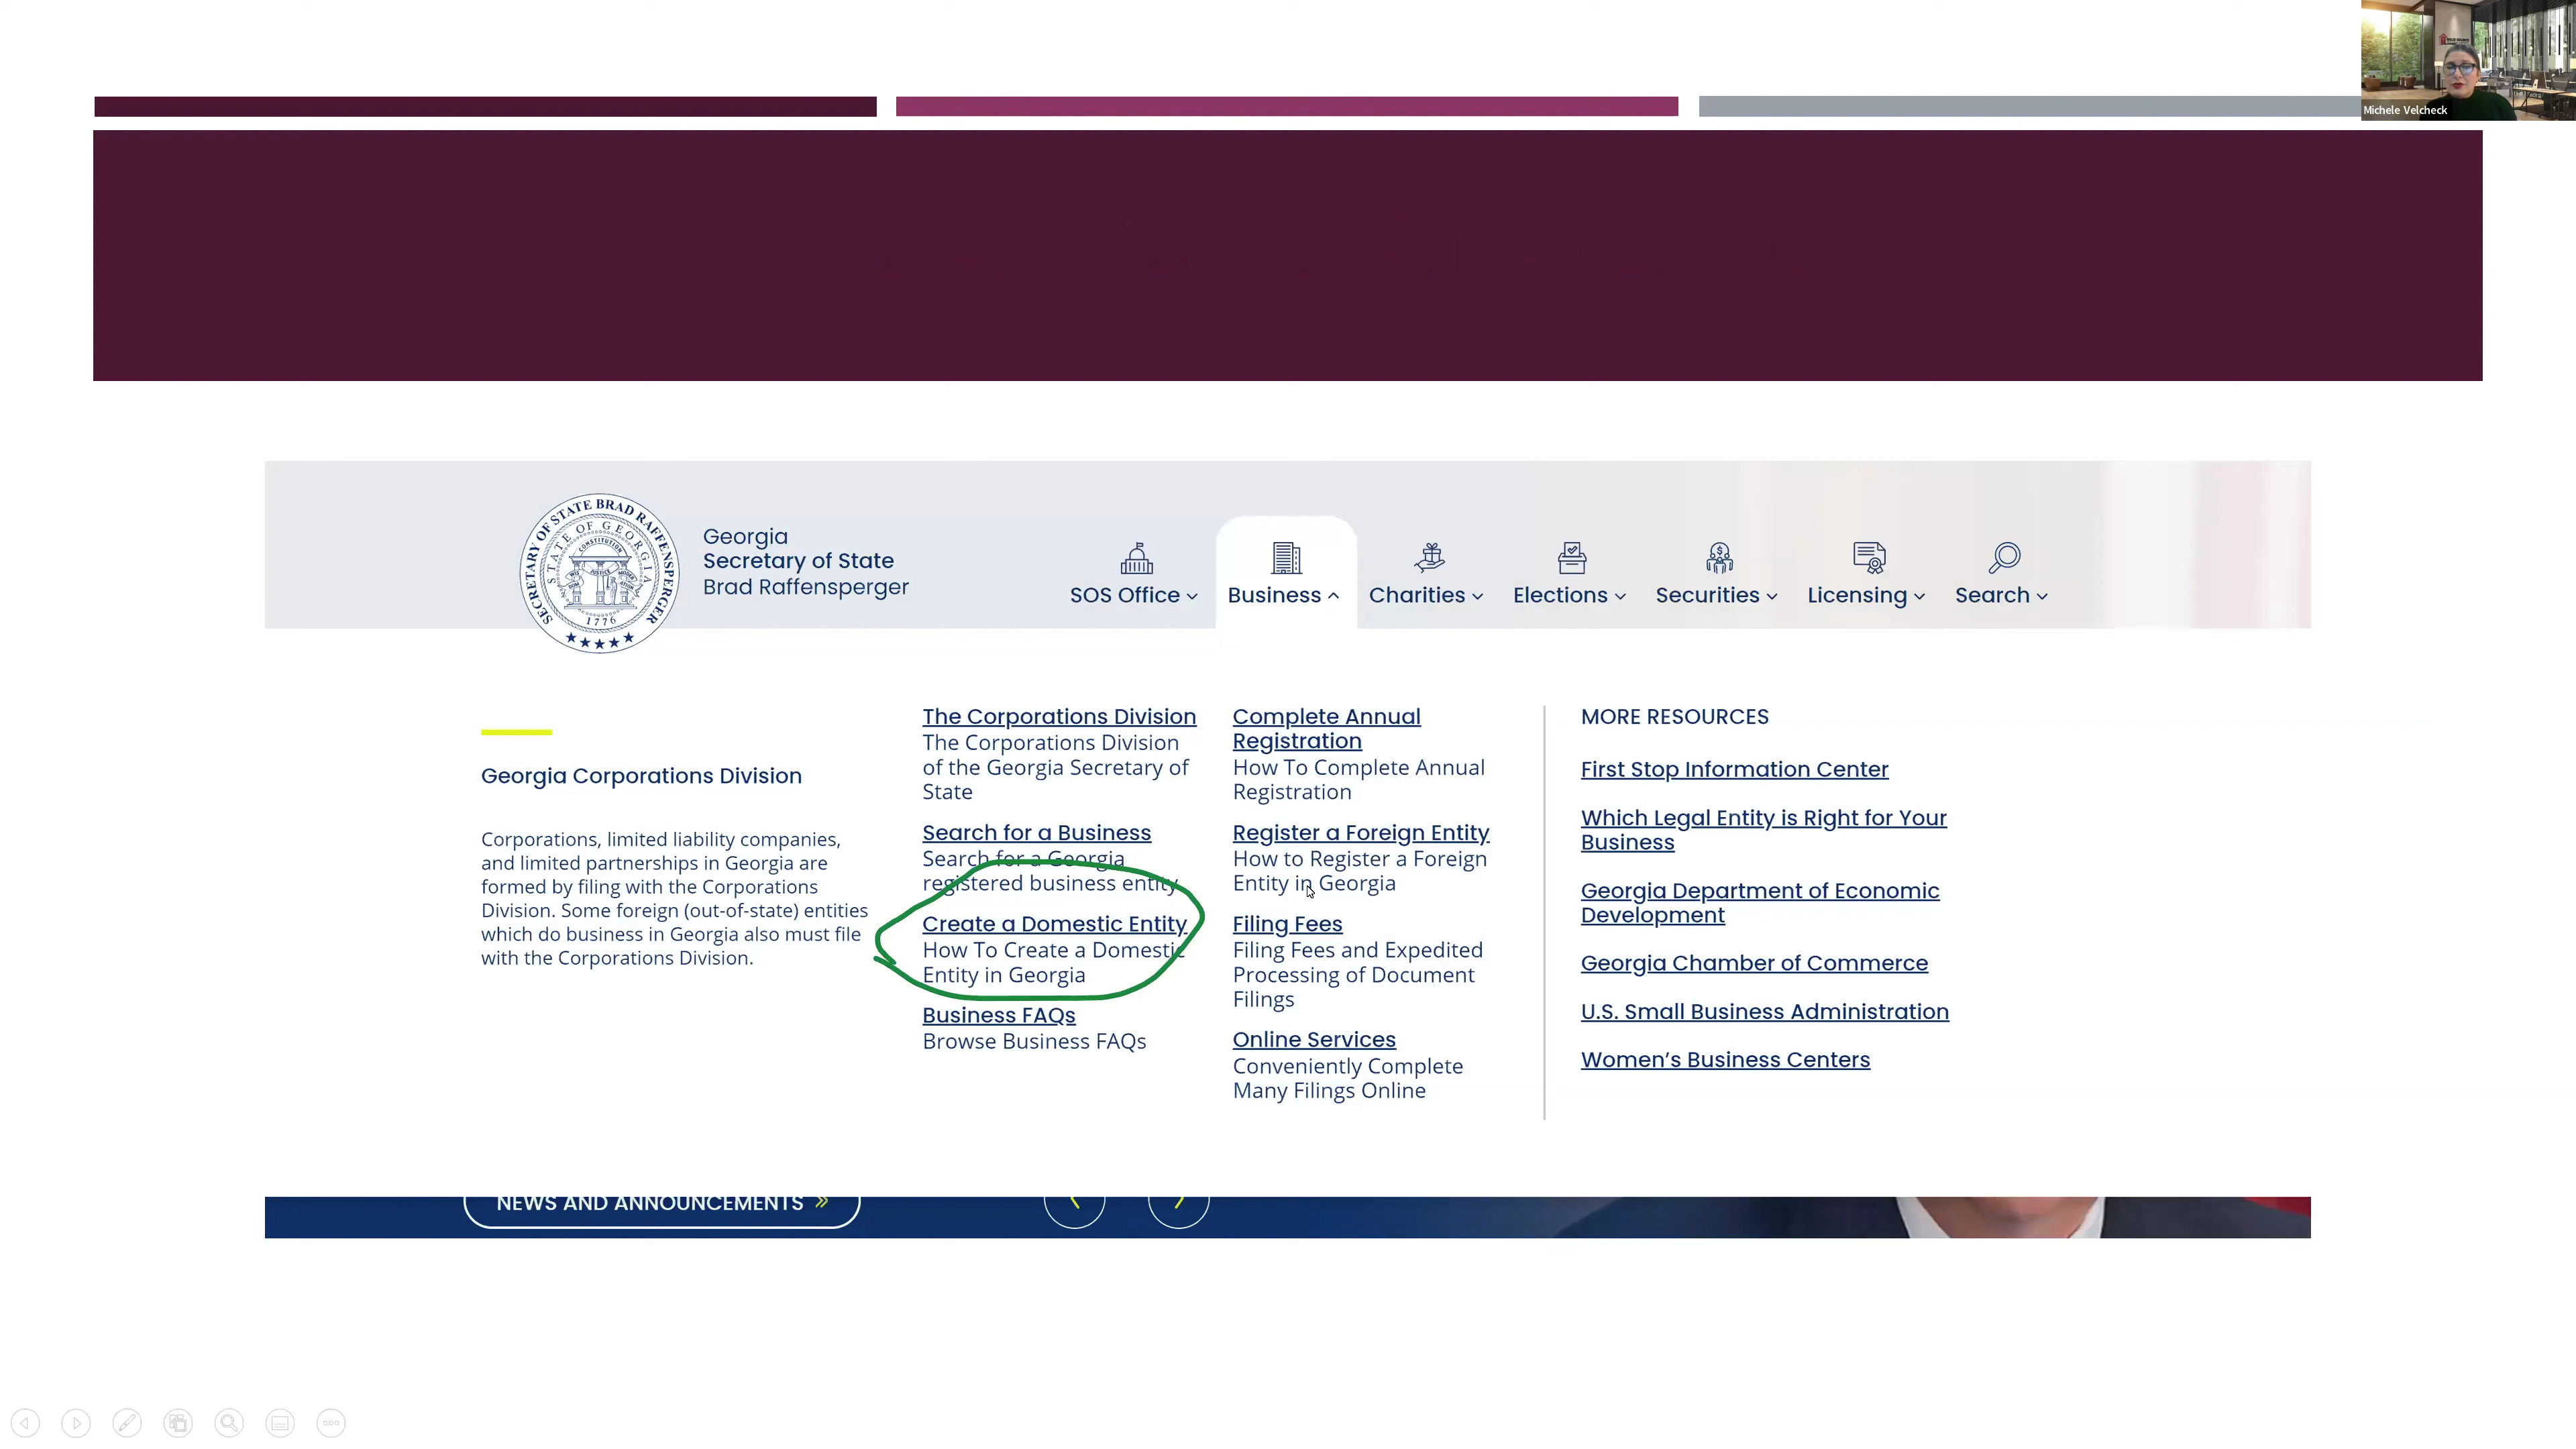 Michele Velcheck
SECRETARY OF STATE BRAD RAFFENSPERGER
STATE OF GEORGIA
CONSTITUTION
1776
Georgia
Secretary of State
Brad Raffensperger
SOS Office
Business
Charities
Elections
Securities
Licensing
Search
Georgia Corporations Division
Corporations, limited liability companies,
and limited partnerships in Georgia are
formed by filing with the Corporations
Division. Some foreign (out-of-state) entities
which do business in Georgia also must file
with the Corporations Division.
The Corporations Division
The Corporations Division
of the Georgia Secretary of
State
Search for a Business
Search for a Georgia
registered business entity
Create a Domestic Entity
How To Create a Domestic
Entity in Georgia
Business FAQs
Browse Business FAQs
Complete Annual
Registration
How To Complete Annual
Registration
Register a Foreign Entity
How to Register a Foreign
Entity in Georgia
Filing Fees
Filing Fees and Expedited
Processing of Document
Filings
Online Services
Conveniently Complete
Many Filings Online
MORE RESOURCES
First Stop Information Center
Which Legal Entity is Right for Your
Business
Georgia Department of Economic
Development
Georgia Chamber of Commerce
U.S. Small Business Administration
Women's Business Centers
NEWS AND ANNOUNCEMENTS